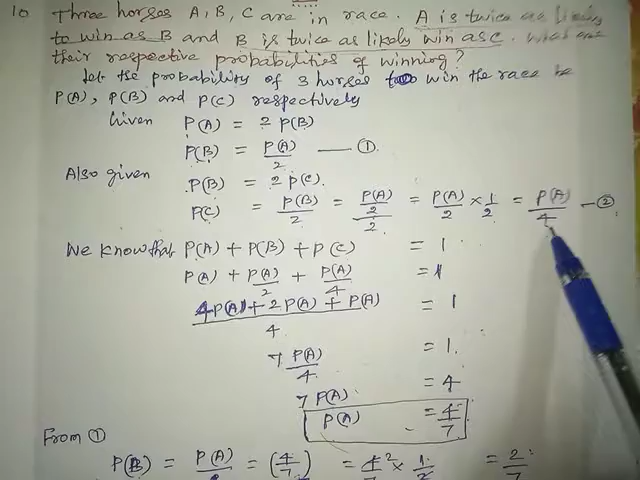 10 Three horses A, B, C are in race. A is twice as likely
to win as B and B is twice as likely win as C. What are
their respective probabilities of winning?
Let the probability of 3 horses to win the race be
P(A), P(B) and P(C) respectively
Given P(A) = 2 P(B)
P(B) = P(A)/2 — ①
Also given P(B) = 2 P(C).
P(C) = P(B)/2 = P(A)/2/2 = P(A)/2 × 1/2 = P(A)/4 — ②
We know that P(A) + P(B) + P(C) = 1
P(A) + P(A)/2 + P(A)/4 = 1
4P(A) + 2P(A) + P(A)/4 = 1
7 P(A)/4 = 1.
7 P(A) = 4
P(A) = 4/7
From ①
P(B) = P(A)/2 = (4/7) = 4² × 1/2 = 2/7